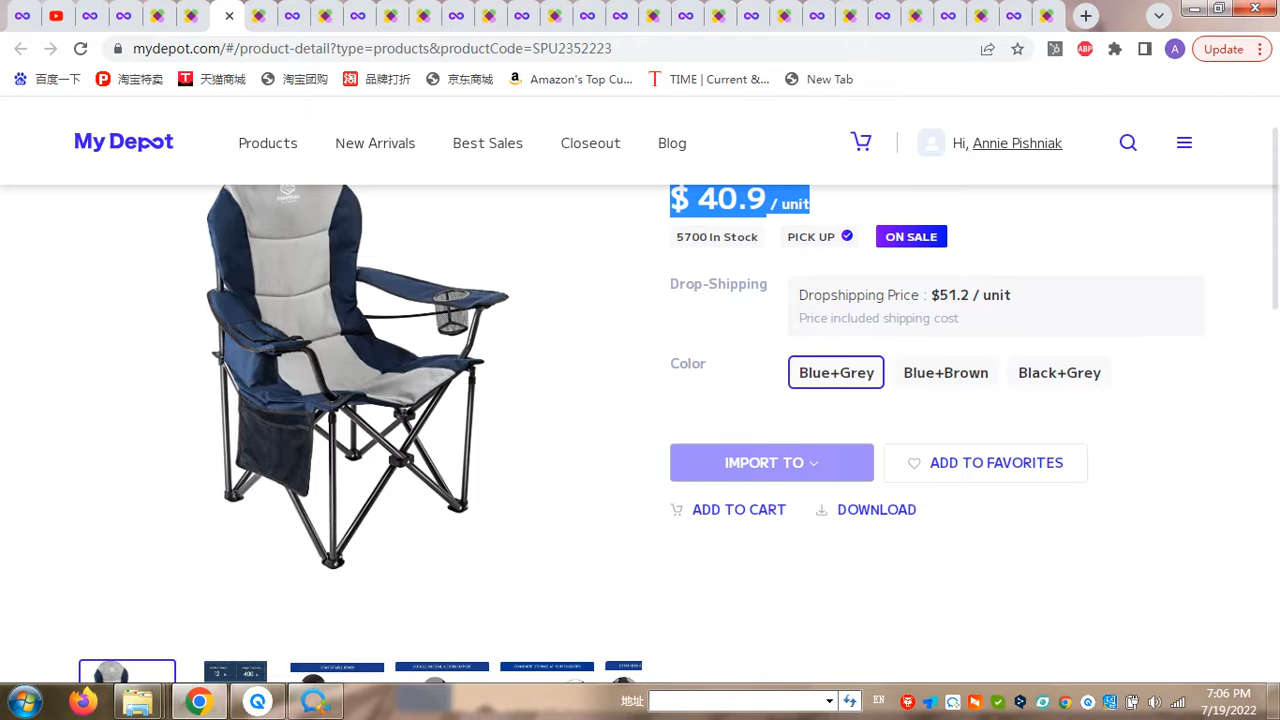 mydepot.com/#/product-detail?type=products&productCode=SPU2352223
A
Update
百度一下
淘宝特卖
天猫商城
淘宝团购
品牌打折
京东商城
Amazon's Top Cu...
TIME | Current &...
New Tab
My Depot
Products
New Arrivals
Best Sales
Closeout
Blog
Hi, Annie Pishniak
$ 40.9 / unit
5700 In Stock
PICK UP
ON SALE
Drop-Shipping
Dropshipping Price : $51.2 / unit
Price included shipping cost
Color
Blue+Grey
Blue+Brown
Black+Grey
IMPORT TO
ADD TO FAVORITES
ADD TO CART
DOWNLOAD
地址
EN
7:06 PM
7/19/2022